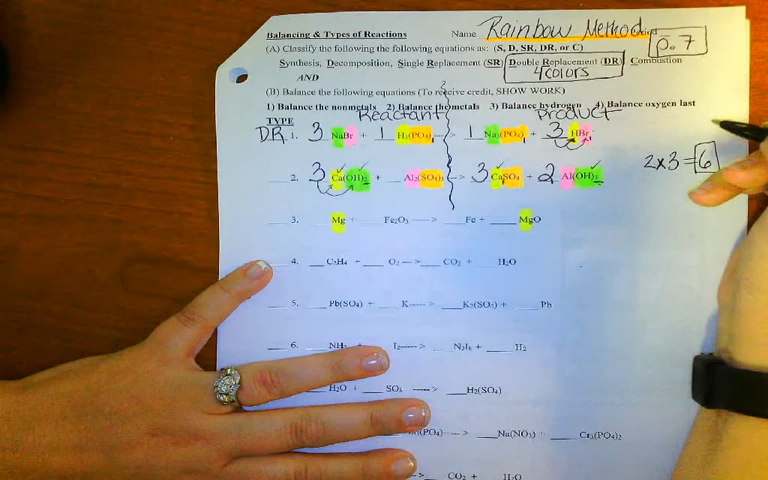 Balancing & Types of Reactions Name Rainbow Method p. 7
(A) Classify the following the following equations as: (S, D, SR, DR, or C)
Synthesis, Decomposition, Single Replacement (SR) Double Replacement (DR) Combustion
4 colors
AND
(B) Balance the following equations (To receive credit, SHOW WORK)
1) Balance the nonmetals 2) Balance the metals 3) Balance hydrogen 4) Balance oxygen last
Reactant Product
TYPE
DR 1. 3 NaBr + 1 H₃(PO₄) > 1 Na₃(PO₄) + 3 HBr
2. 3 Ca(OH)₂ + Al₂(SO₄)₃ > 3 CaSO₄ + 2 Al(OH)₃ 2x3=6
3. Mg + Fe₂O₃ ----> Fe + MgO
4. C₂H₄ + O₂ --> CO₂ + H₂O
5. Pb(SO₄) + K----> K₂(SO₄) + Pb
6. NH₃ + I₂--> N₂I₆ + H₂
H₂O + SO₃ ----> H₂(SO₄)
(PO₄)---> Na(NO₃) + Cr₃(PO₄)₂
> CO₂ + H₂O